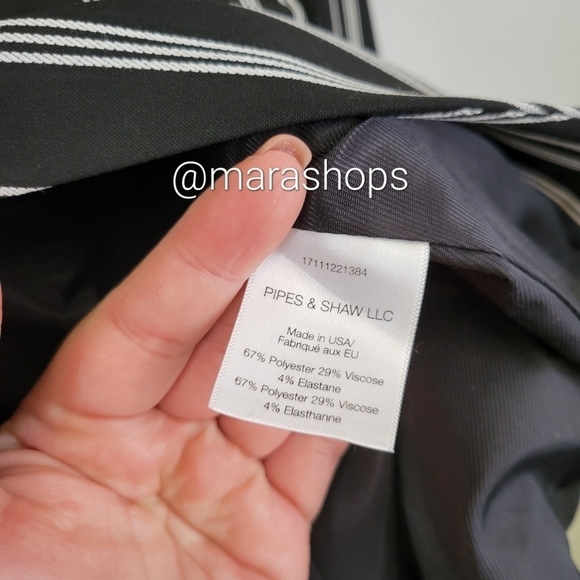 @marashops
17111221384
PIPES & SHAW LLC
Made in USA/
Fabriqué aux EU
67% Polyester 29% Viscose
4% Elastane
67% Polyester 29% Viscose
4% Elasthanne